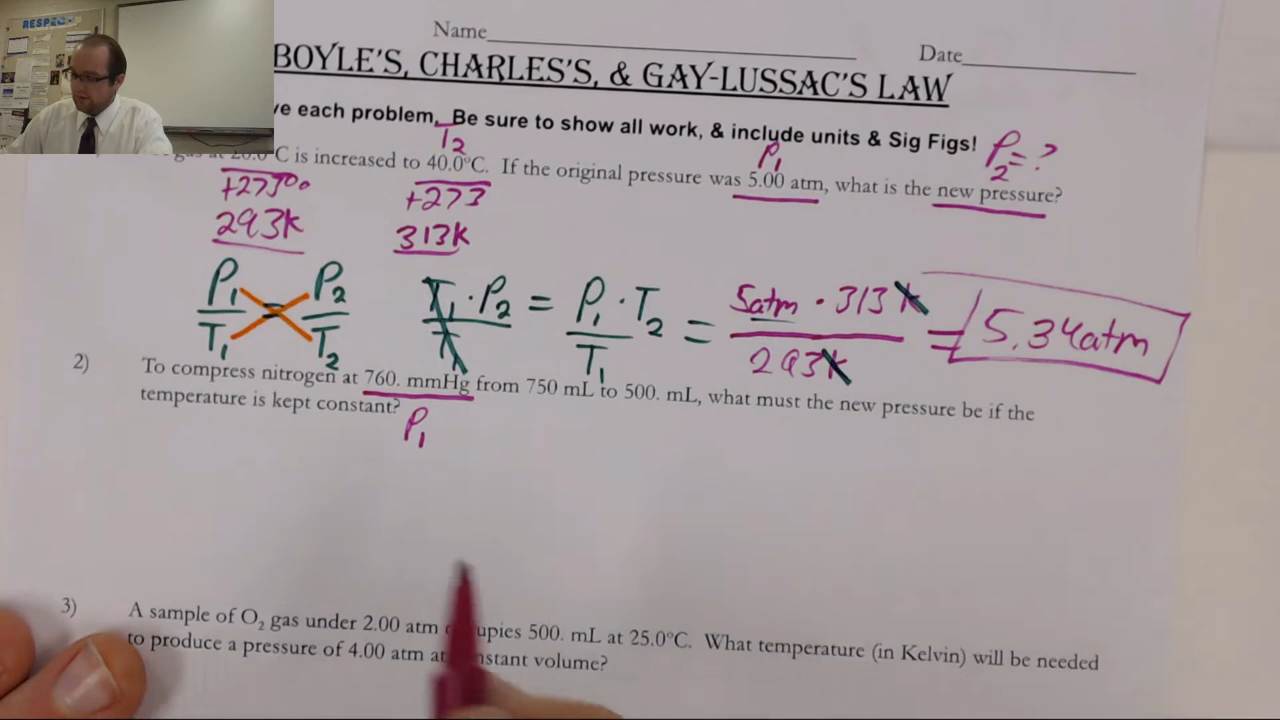 RESPECT
Name
Date
BOYLE'S, CHARLES'S, & GAY-LUSSAC'S LAW
each problem. Be sure to show all work, & include units & Sig Figs!
T2 P1 P2=?
20.0°C is increased to 40.0°C. If the original pressure was 5.00 atm, what is the new pressure?
+273 +273
293K 313K
P1/T1 = P2/T2 T1·P2/T1 = P1·T2/T1 = 5atm · 313K/293K = 5.34atm
2) To compress nitrogen at 760. mmHg from 750 mL to 500. mL, what must the new pressure be if the
temperature is kept constant?
P1
3) A sample of O2 gas under 2.00 atm 500. mL at 25.0°C. What temperature (in Kelvin) will be needed
to produce a pressure of 4.00 atm volume?